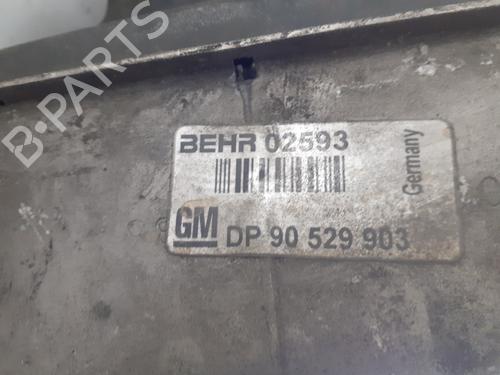 B-PARTS
BEHR 02593
Germany
GM DP 90 529 903